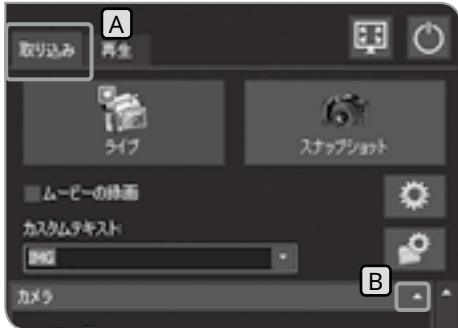 A
取り込み 再生
ライブ スナップショット
ムービーの録画
カスタムテキスト
IMG
B
カメラ